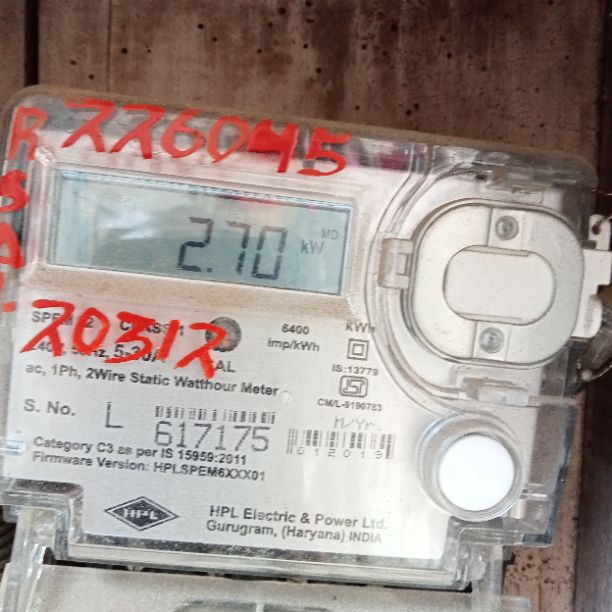 226045
2.70 kW MD
20312
6400 imp/kWh
KWh
IS:13779
CM/L-9190783
ac, 1Ph, 2Wire Static Watthour Meter
S. No. L 617175
M/Yr.
012019
Category C3 as per IS 15959:2011
Firmware Version: HPLSPEM6XXX01
HPL
HPL Electric & Power Ltd.
Gurugram, (Haryana) INDIA